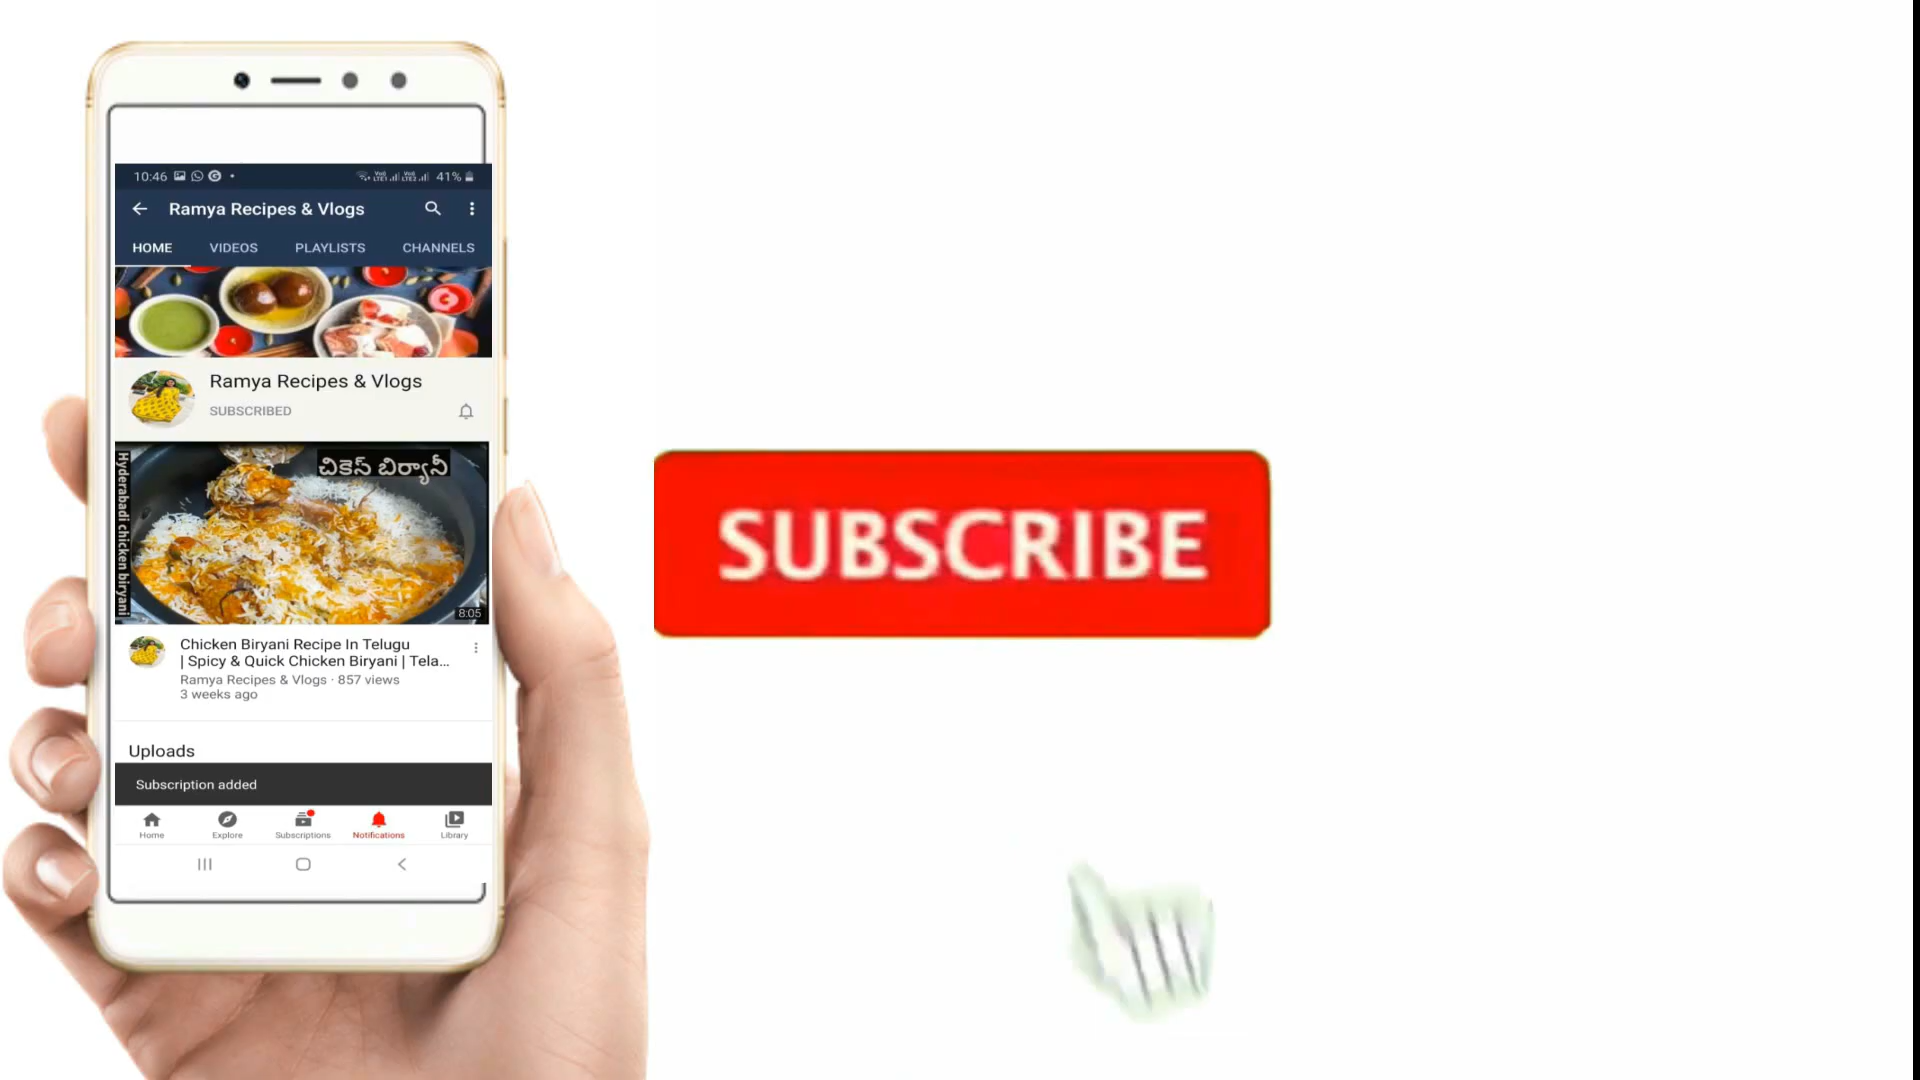 10:46
41%
Ramya Recipes & Vlogs
HOME VIDEOS PLAYLISTS CHANNELS
Ramya Recipes & Vlogs
SUBSCRIBED
చికెన్ బిర్యానీ
Hyderabadi chicken biryani
8:05
Chicken Biryani Recipe In Telugu
| Spicy & Quick Chicken Biryani | Tela...
Ramya Recipes & Vlogs · 857 views
3 weeks ago
Uploads
Subscription added
Home Explore Subscriptions Notifications Library
SUBSCRIBE